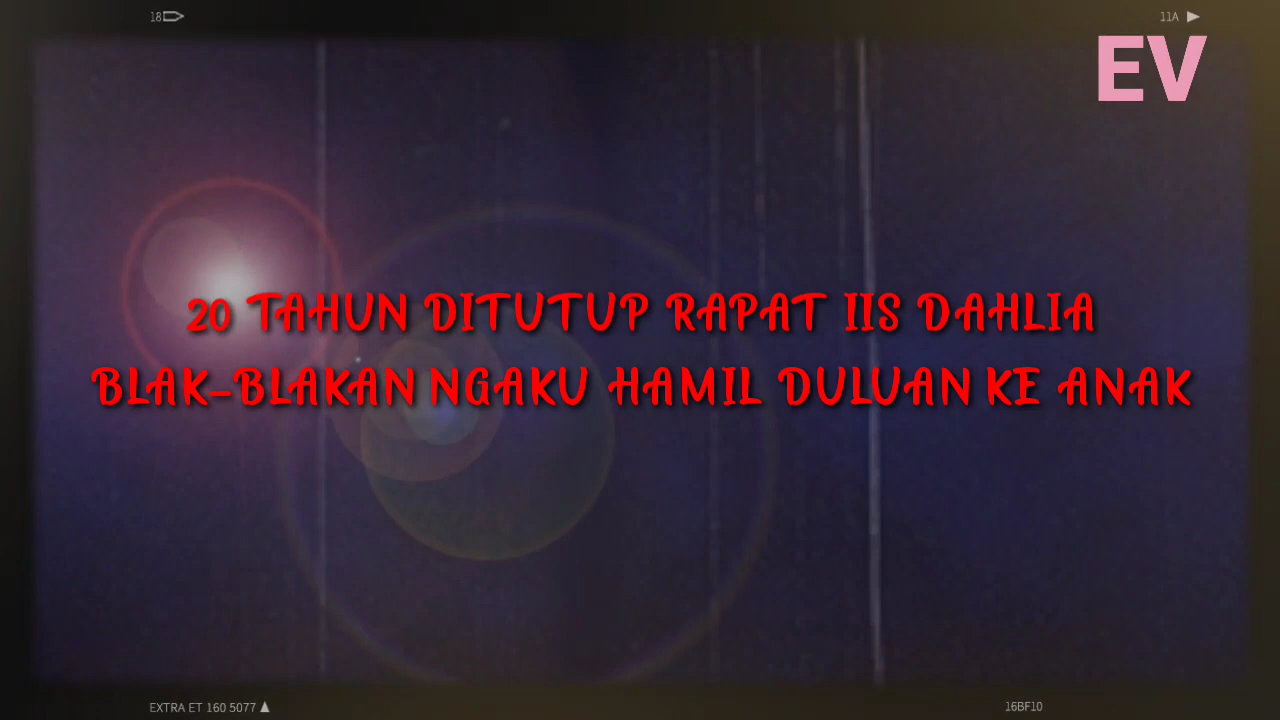 18
11A
EV
20 TAHUN DITUTUP RAPAT IIS DAHLIA
BLAK-BLAKAN NGAKU HAMIL DULUAN KE ANAK
EXTRA ET 160 5077
16BF10